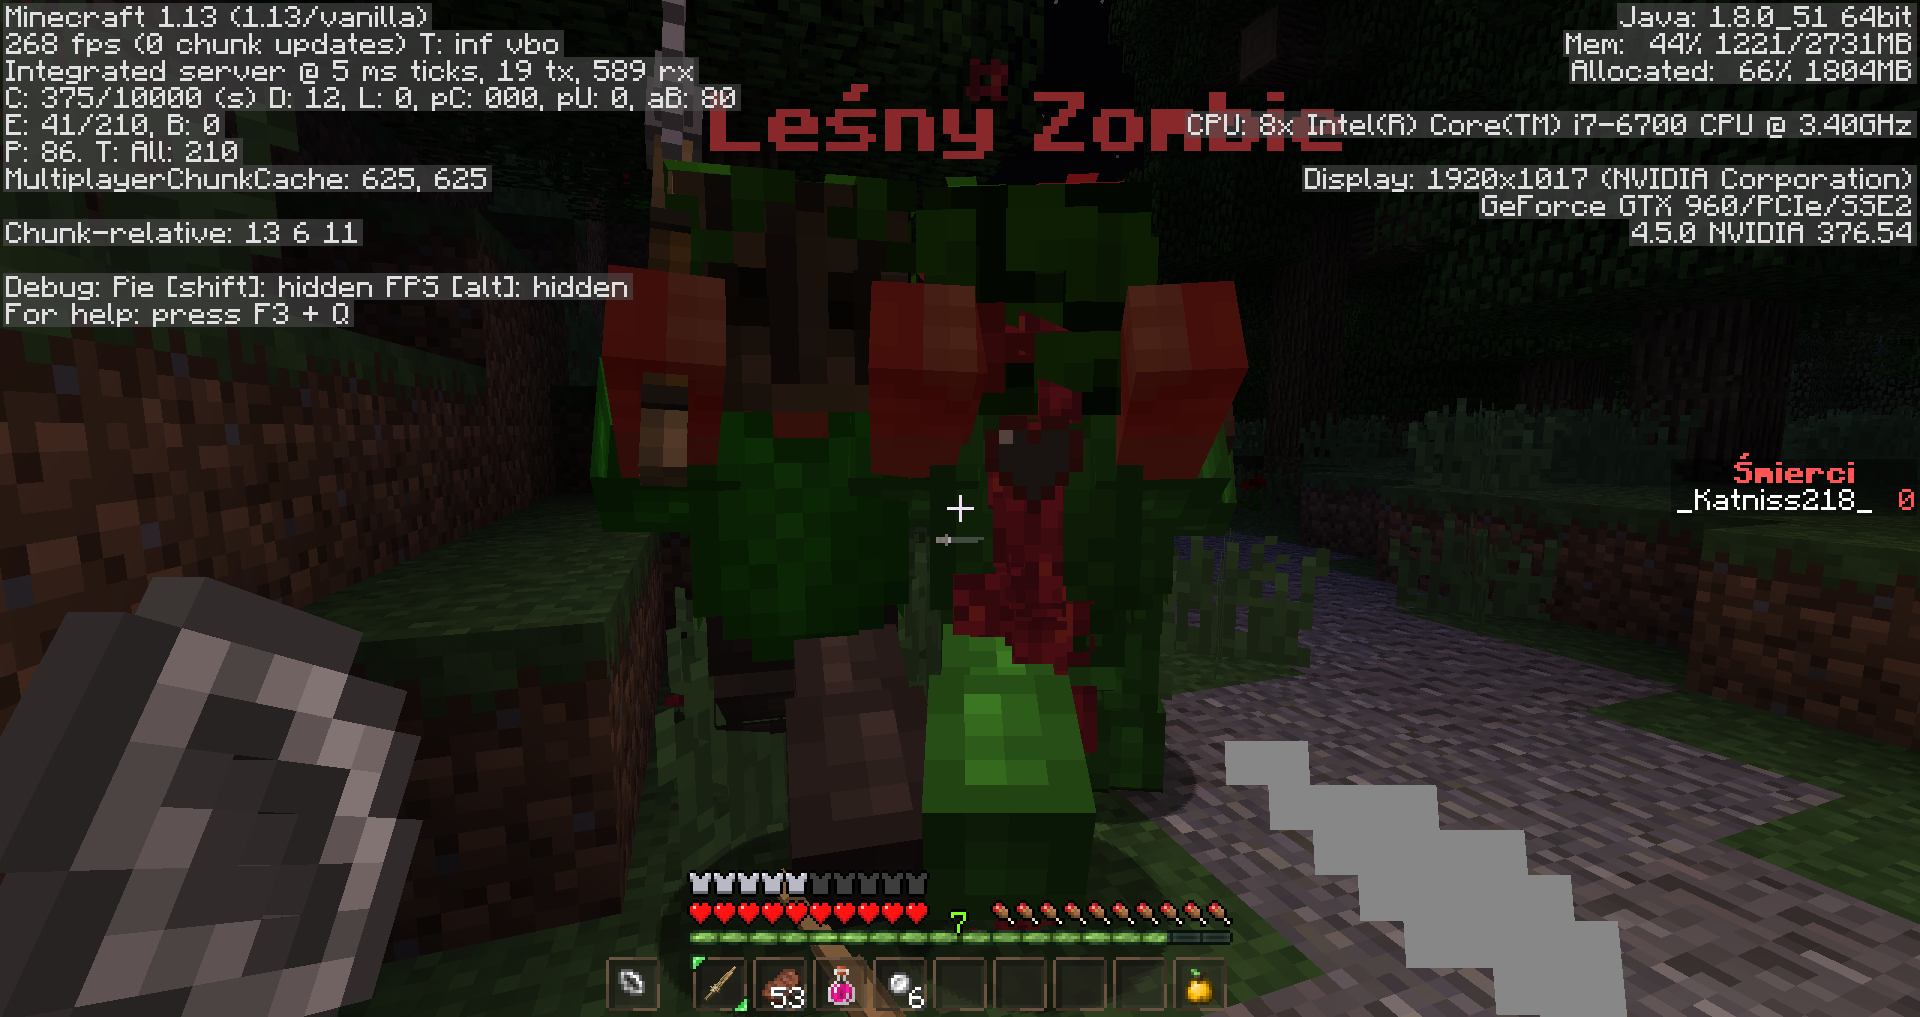 Minecraft 1.13 (1.13/vanilla)
268 fps (0 chunk updates) T: inf vbo
Integrated server @ 5 ms ticks, 19 tx, 589 rx
C: 375/10000 (s) D: 12, L: 0, pC: 000, pU: 0, aB: 80
E: 41/210, B: 0
P: 86. T: All: 210
MultiplayerChunkCache: 625, 625
Chunk-relative: 13 6 11
Debug: Pie [shift]: hidden FPS [alt]: hidden
For help: press F3 + Q
Java: 1.8.0_51 64bit
Mem: 44% 1221/2731MB
Allocated: 66% 1804MB
CPU: 8x Intel(R) Core(TM) i7-6700 CPU @ 3.40GHz
Display: 1920x1017 (NVIDIA Corporation)
GeForce GTX 960/PCIe/SSE2
4.5.0 NVIDIA 376.54
Leśny Zombie
Śmierci
_Katniss218_ 0
7
53
6